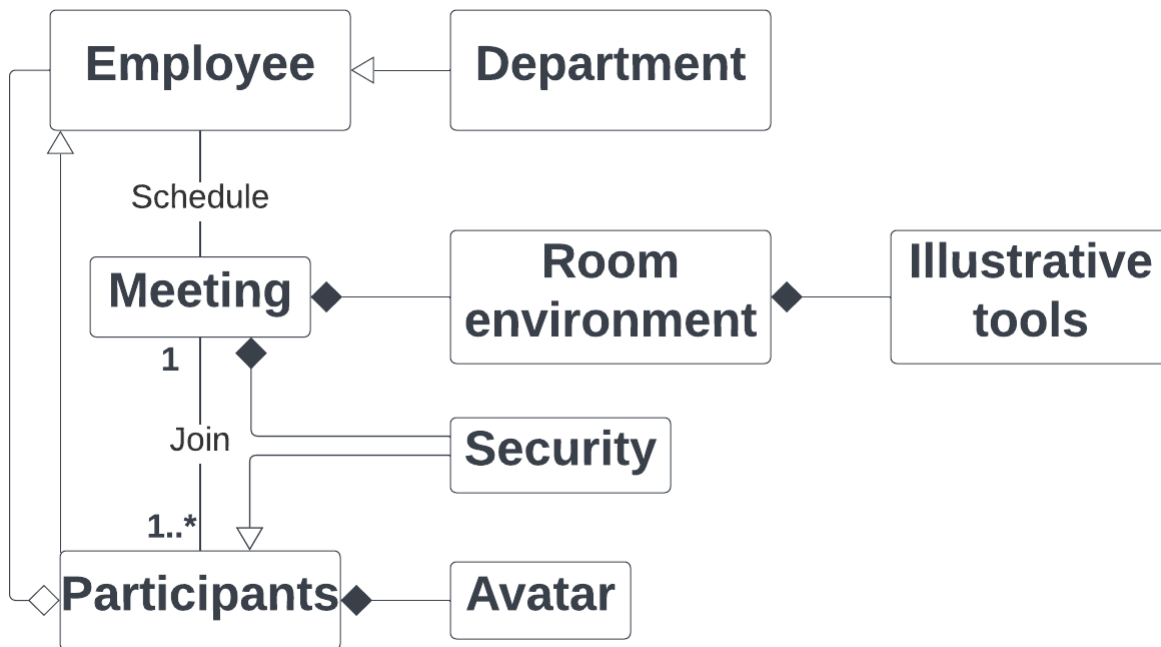 Employee
Department
Schedule
Meeting
Room
environment
Illustrative
tools
1
Join
Security
1..*
Participants
Avatar